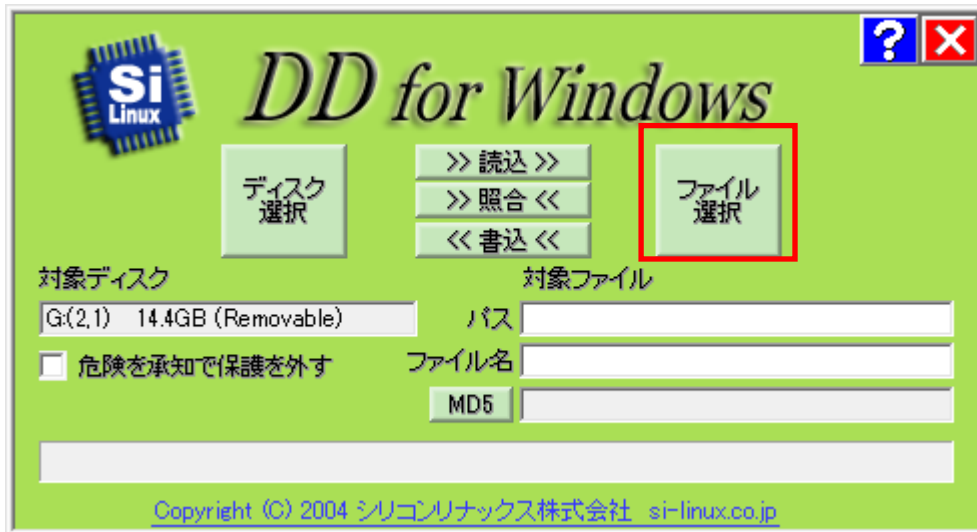 ?
Si
Linux
DD for Windows
ディスク
選択
>> 読込 >>
>> 照合 <<
<< 書込 <<
ファイル
選択
対象ディスク
対象ファイル
G:(2,1) 14.4GB (Removable)
パス
危険を承知で保護を外す
ファイル名
MD5
Copyright (C) 2004 シリコンリナックス株式会社 si-linux.co.jp